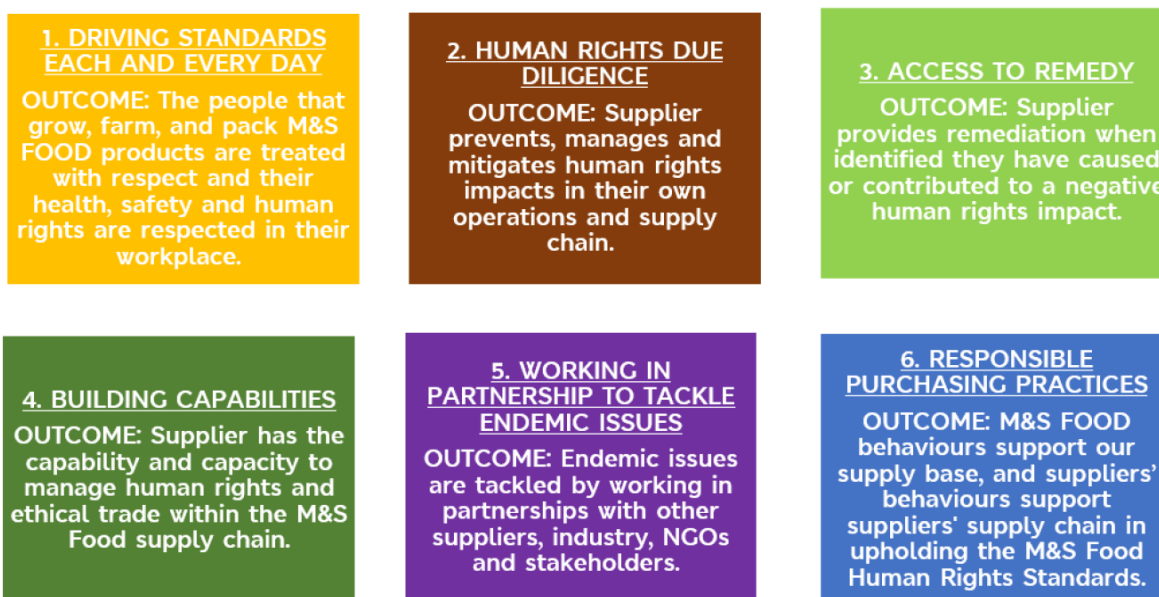 1. DRIVING STANDARDS
EACH AND EVERY DAY
OUTCOME: The people that
grow, farm, and pack M&S
FOOD products are treated
with respect and their
health, safety and human
rights are respected in their
workplace.
2. HUMAN RIGHTS DUE
DILIGENCE
OUTCOME: Supplier
prevents, manages and
mitigates human rights
impacts in their own
operations and supply
chain.
3. ACCESS TO REMEDY
OUTCOME: Supplier
provides remediation when
identified they have caused
or contributed to a negative
human rights impact.
4. BUILDING CAPABILITIES
OUTCOME: Supplier has the
capability and capacity to
manage human rights and
ethical trade within the M&S
Food supply chain.
5. WORKING IN
PARTNERSHIP TO TACKLE
ENDEMIC ISSUES
OUTCOME: Endemic issues
are tackled by working in
partnerships with other
suppliers, industry, NGOs
and stakeholders.
6. RESPONSIBLE
PURCHASING PRACTICES
OUTCOME: M&S FOOD
behaviours support our
supply base, and suppliers’
behaviours support
suppliers' supply chain in
upholding the M&S Food
Human Rights Standards.